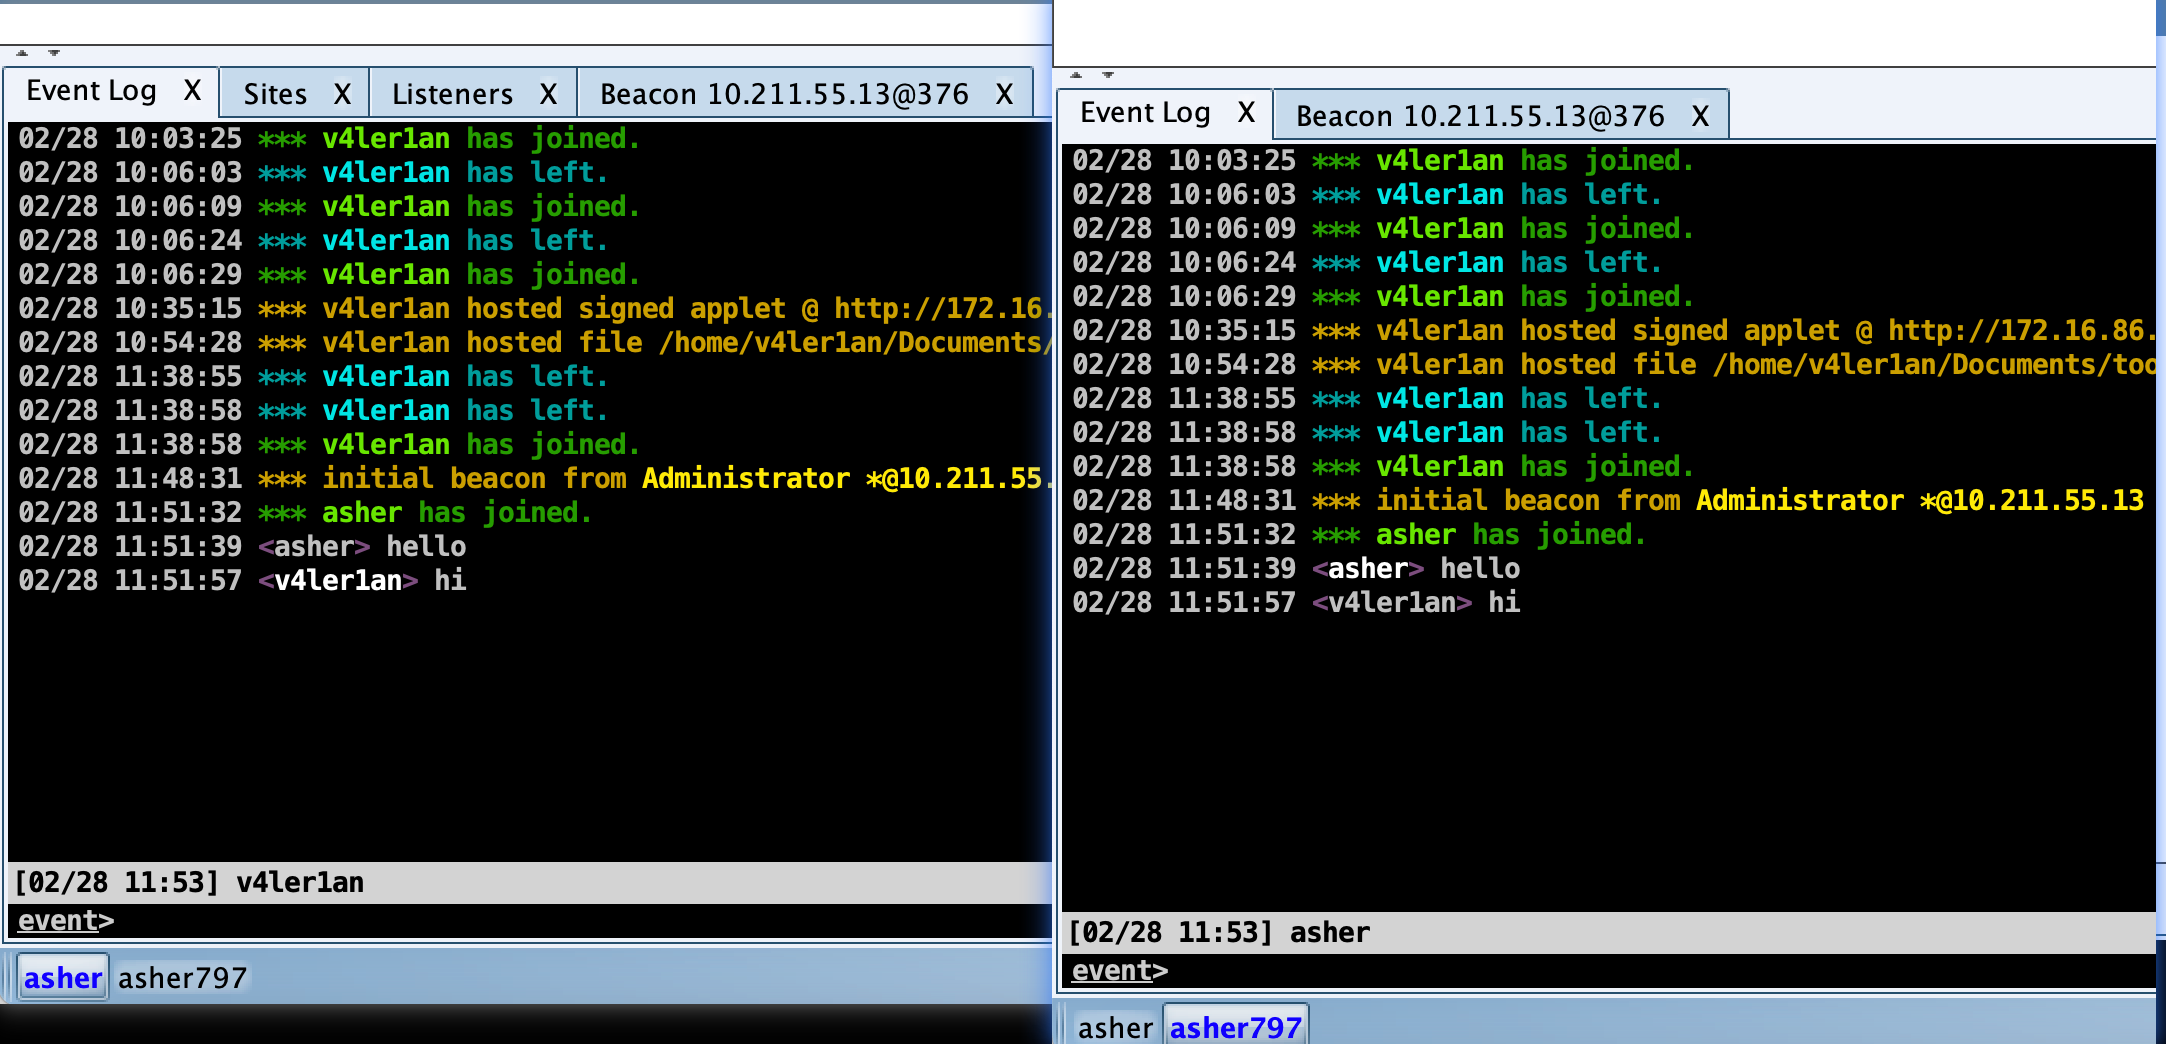 Event Log X Sites X Listeners X Beacon 10.211.55.13@376 X
02/28 10:03:25 *** v4ler1an has joined.
02/28 10:06:03 *** v4ler1an has left.
02/28 10:06:09 *** v4ler1an has joined.
02/28 10:06:24 *** v4ler1an has left.
02/28 10:06:29 *** v4ler1an has joined.
02/28 10:35:15 *** v4ler1an hosted signed applet @ http://172.16.
02/28 10:54:28 *** v4ler1an hosted file /home/v4ler1an/Documents/
02/28 11:38:55 *** v4ler1an has left.
02/28 11:38:58 *** v4ler1an has left.
02/28 11:38:58 *** v4ler1an has joined.
02/28 11:48:31 *** initial beacon from Administrator *@10.211.55.
02/28 11:51:32 *** asher has joined.
02/28 11:51:39 <asher> hello
02/28 11:51:57 <v4ler1an> hi
[02/28 11:53] v4ler1an
event>
asher asher797
Event Log X Beacon 10.211.55.13@376 X
02/28 10:03:25 *** v4ler1an has joined.
02/28 10:06:03 *** v4ler1an has left.
02/28 10:06:09 *** v4ler1an has joined.
02/28 10:06:24 *** v4ler1an has left.
02/28 10:06:29 *** v4ler1an has joined.
02/28 10:35:15 *** v4ler1an hosted signed applet @ http://172.16.86.
02/28 10:54:28 *** v4ler1an hosted file /home/v4ler1an/Documents/too
02/28 11:38:55 *** v4ler1an has left.
02/28 11:38:58 *** v4ler1an has left.
02/28 11:38:58 *** v4ler1an has joined.
02/28 11:48:31 *** initial beacon from Administrator *@10.211.55.13
02/28 11:51:32 *** asher has joined.
02/28 11:51:39 <asher> hello
02/28 11:51:57 <v4ler1an> hi
[02/28 11:53] asher
event>
asher asher797